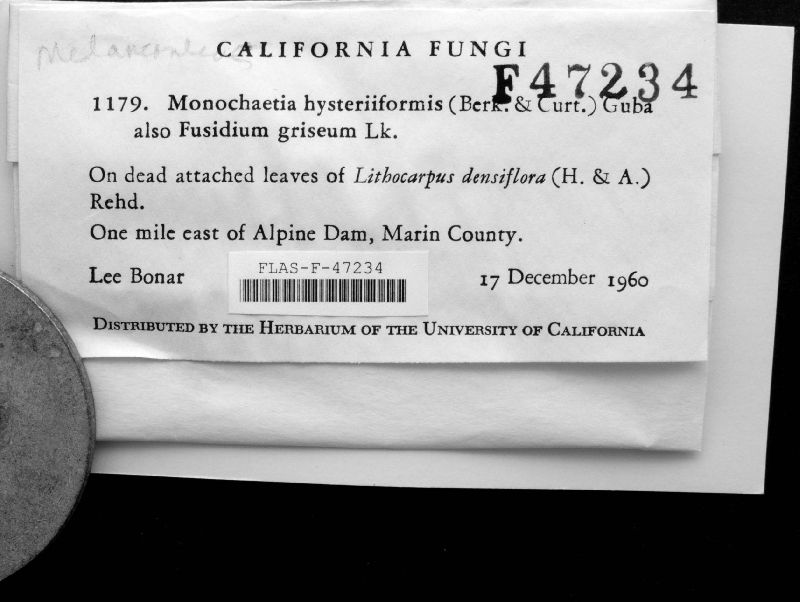 CALIFORNIA FUNGI
F47234
1179. Monochaetia hysteriiformis (Berk. & Curt.) Guba
also Fusidium griseum Lk.
On dead attached leaves of Lithocarpus densiflora (H. & A.)
Rehd.
One mile east of Alpine Dam, Marin County.
Lee Bonar
FLAS-F-47234
17 December 1960
DISTRIBUTED BY THE HERBARIUM OF THE UNIVERSITY OF CALIFORNIA